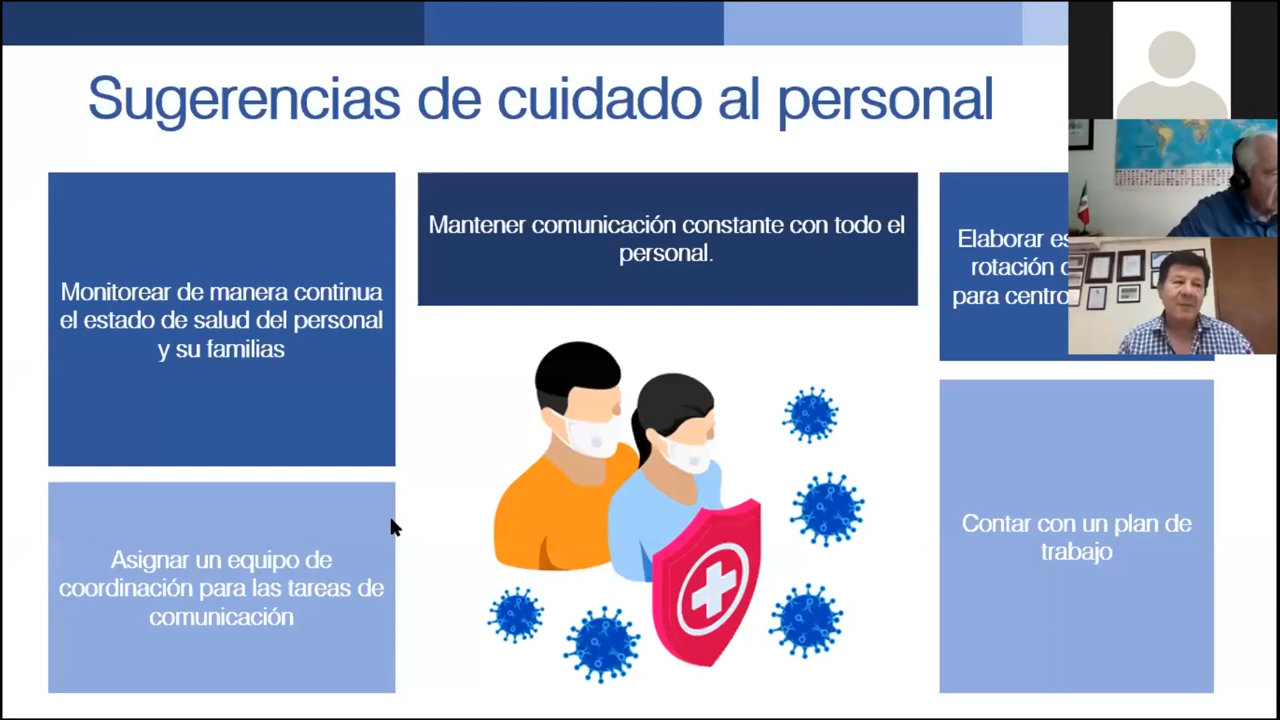 Sugerencias de cuidado al personal
Monitorear de manera continua
el estado de salud del personal
y su familias
Asignar un equipo de
coordinación para las tareas de
comunicación
Mantener comunicación constante con todo el
personal.
Elaborar
rotación
para
Contar con un plan de
trabajo